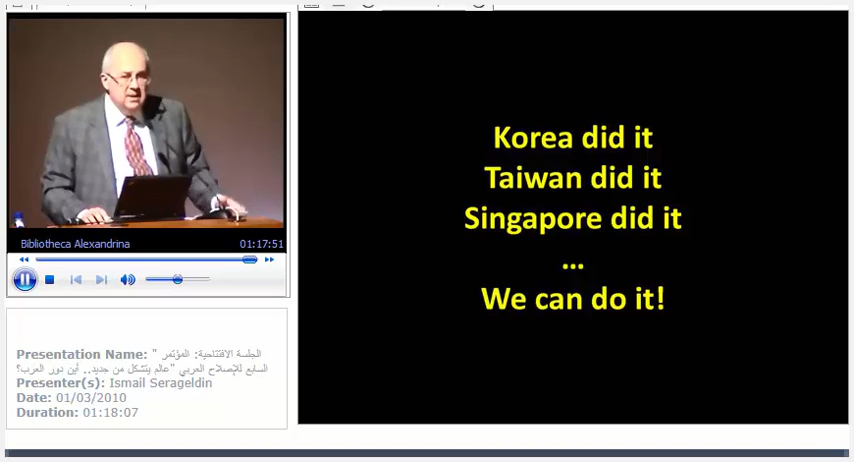 Bibliotheca Alexandrina 01:17:51
Presentation Name: الجلسة الافتتاحية: المؤتمر "
السابع للإصلاح العربي "عالم يتشكل من جديد.. أين دور العرب؟
Presenter(s): Ismail Serageldin
Date: 01/03/2010
Duration: 01:18:07
Korea did it
Taiwan did it
Singapore did it
...
We can do it!